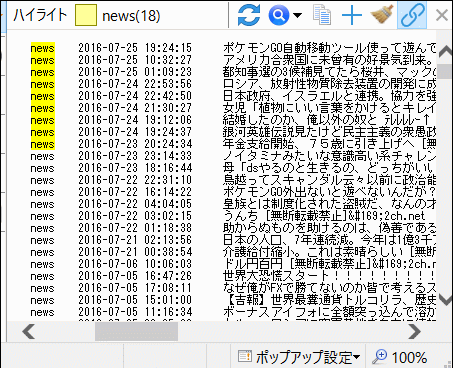 ハイライト news(18)
news 2016-07-25 19:24:15 ポケモンGO自動移動ツール使って遊んで
news 2016-07-25 10:32:27 アメリカ合衆国に未曾有の好景気到来。
news 2016-07-25 01:09:23 都知事選の3候補見てたら桜井、マックの
news 2016-07-24 22:53:56 ロシア、放射性物質除去装置の開発に成
news 2016-07-24 22:42:50 日本政府、イスラエルと連携。協力を強
news 2016-07-24 21:30:27 女児「植物にいい言葉をかけるとキレイ
news 2016-07-24 19:12:06 結婚したのか、俺以外の奴と ﾃﾚﾚﾚｰ↑
news 2016-07-24 19:24:37 銀河英雄伝説見たけど民主主義の衆愚政
news 2016-07-23 20:24:34 年金支給開始、７５歳に引き上げへ [無
news 2016-07-23 23:14:33 ノイタミナみたいな意識高い系チャレン
news 2016-07-23 14:18:16 母「dsやるのと生きるの、どっちがいい
news 2016-07-22 22:31:10 鳥越ってスキャンダル云々以前に政治能
news 2016-07-22 16:14:22 ポケモンGO外出ないと遊べないんだが？
news 2016-07-22 04:04:05 皇族とは制度化された盗賊だ、なんの才
news 2016-07-22 03:02:15 うんち [無断転載禁止]&#169;2ch.net
news 2016-07-22 01:18:38 助からぬものを助けるのは、偽善である
news 2016-07-21 02:13:56 日本の人口、7年連続減。今年は1億3千
news 2016-07-21 00:38:54 介護給付縮小。これは素晴らしい [無断
news 2016-07-06 10:06:03 ドル円百円 [無断転載禁止]&#169;2ch.
news 2016-07-05 16:47:26 世界大恐慌スタート！！！！！！！！！
news 2016-07-05 17:08:11 なぜ俺がFXで勝てないのか皆で考えるス
news 2016-07-05 15:01:00 【吉報】世界最糞通貨トルコリラ、歴史
news 2016-07-05 11:16:34 ボーナスアイフォに全額突っ込んで溶か
ポップアップ設定 100%